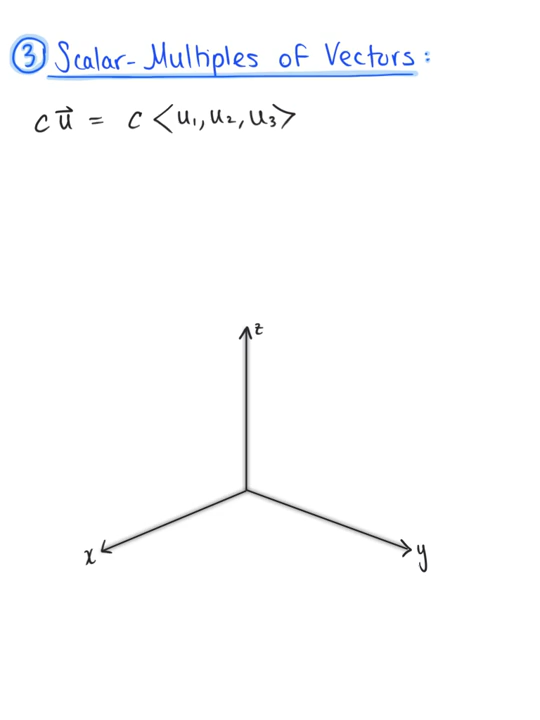 ③ Scalar-Multiples of Vectors:
c u⃗ = c <u₁, u₂, u₃>
z
x
y